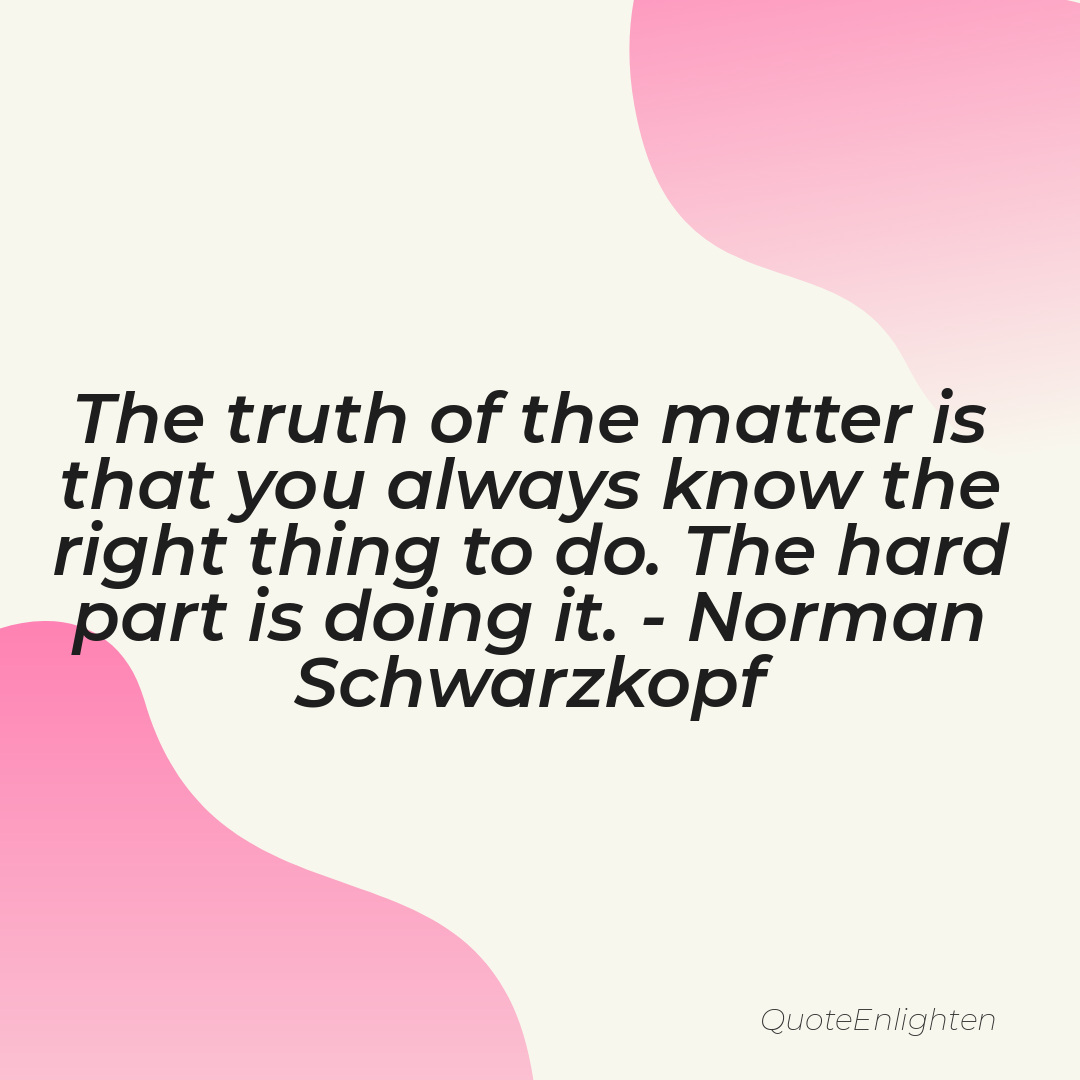 The truth of the matter is
that you always know the
right thing to do. The hard
part is doing it. - Norman
Schwarzkopf
QuoteEnlighten